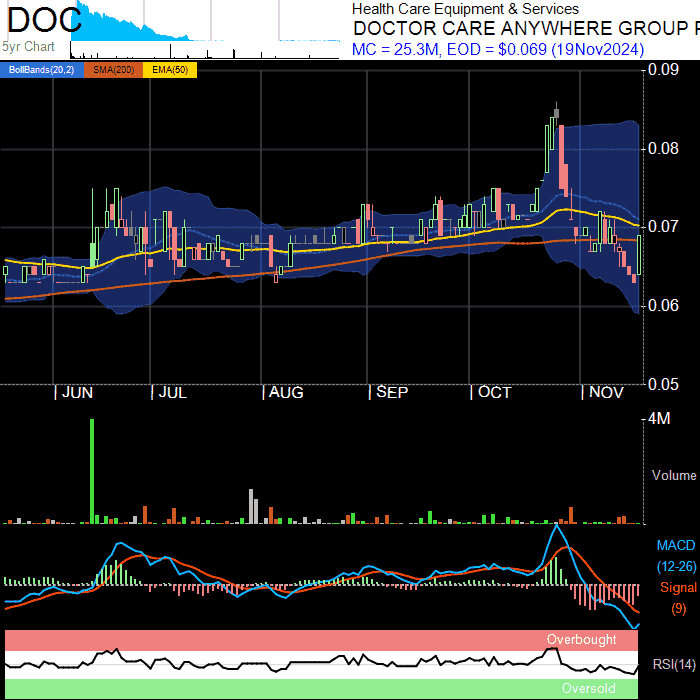 DOC
5yr Chart
Health Care Equipment & Services
DOCTOR CARE ANYWHERE GROUP P
MC = 25.3M, EOD = $0.069 (19Nov2024)
BollBands(20,2) SMA(200) EMA(50)
0.09
0.08
0.07
0.06
0.05
JUN JUL AUG SEP OCT NOV
4M
Volume
MACD
(12-26)
Signal
(9)
Overbought
RSI(14)
Oversold